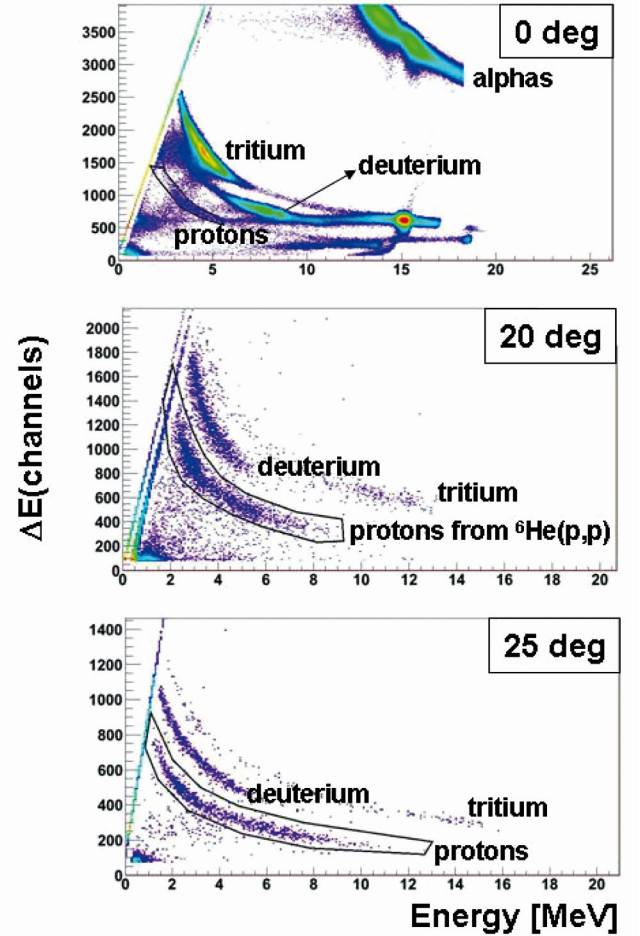 0 deg
3500
3000
2500
2000
1500
1000
500
0
alphas
tritium
deuterium
protons
0 5 10 15 20 25
ΔE(channels)
20 deg
2000
1800
1600
1400
1200
1000
800
600
400
200
0
deuterium
tritium
protons from ⁶He(p,p)
0 2 4 6 8 10 12 14 16 18 20
25 deg
1400
1200
1000
800
600
400
200
0
deuterium
tritium
protons
0 2 4 6 8 10 12 14 16 18 20
Energy [MeV]